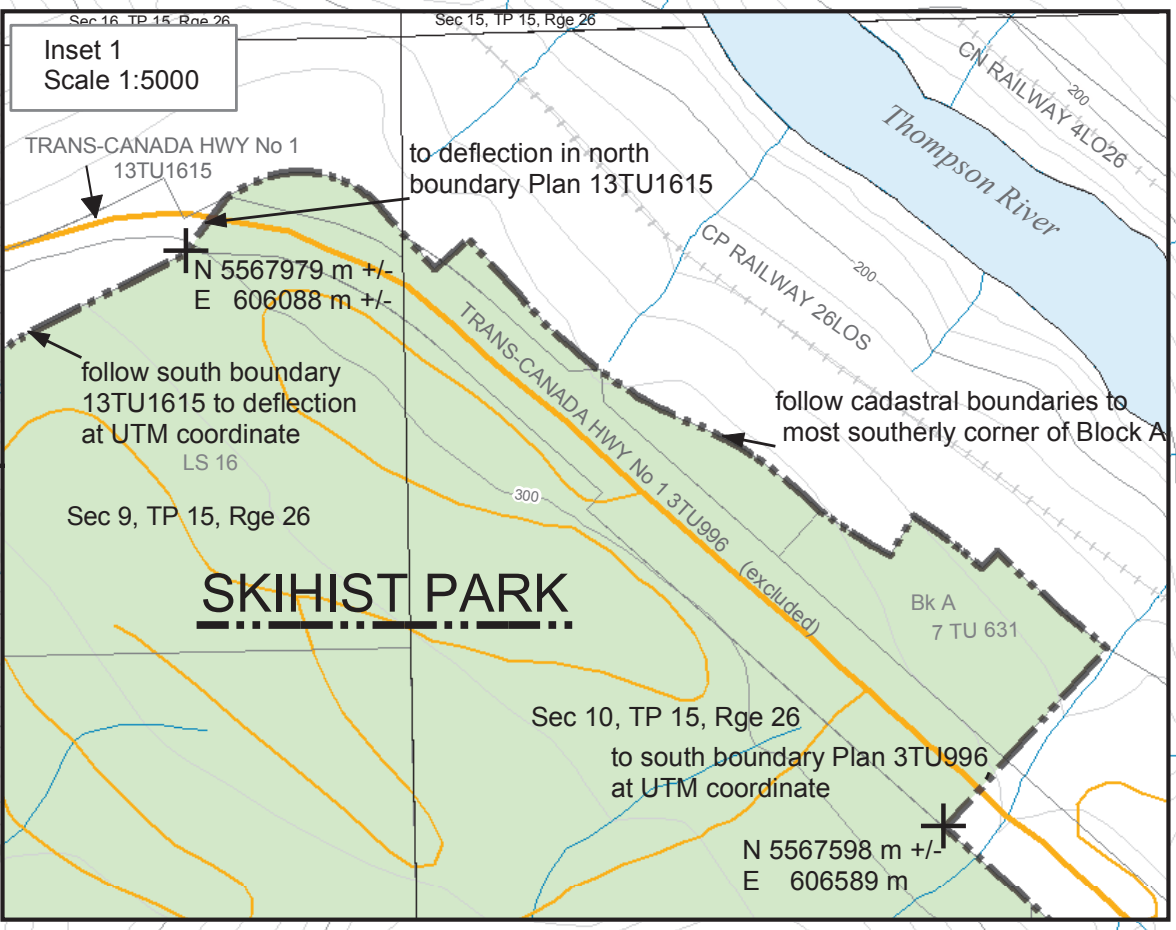 Sec 16, TP 15, Rge 26
Sec 15, TP 15, Rge 26
Inset 1
Scale 1:5000
TRANS-CANADA HWY No 1
13TU1615
to deflection in north
boundary Plan 13TU1615
CN RAILWAY 4LO26
200
Thompson River
CP RAILWAY 26LOS
200
N 5567979 m +/-
E 606088 m +/-
TRANS-CANADA HWY No 1 3TU996 (excluded)
follow south boundary
13TU1615 to deflection
at UTM coordinate
follow cadastral boundaries to
most southerly corner of Block A
LS 16
300
Sec 9, TP 15, Rge 26
SKIHIST PARK
Bk A
7 TU 631
Sec 10, TP 15, Rge 26
to south boundary Plan 3TU996
at UTM coordinate
N 5567598 m +/-
E 606589 m